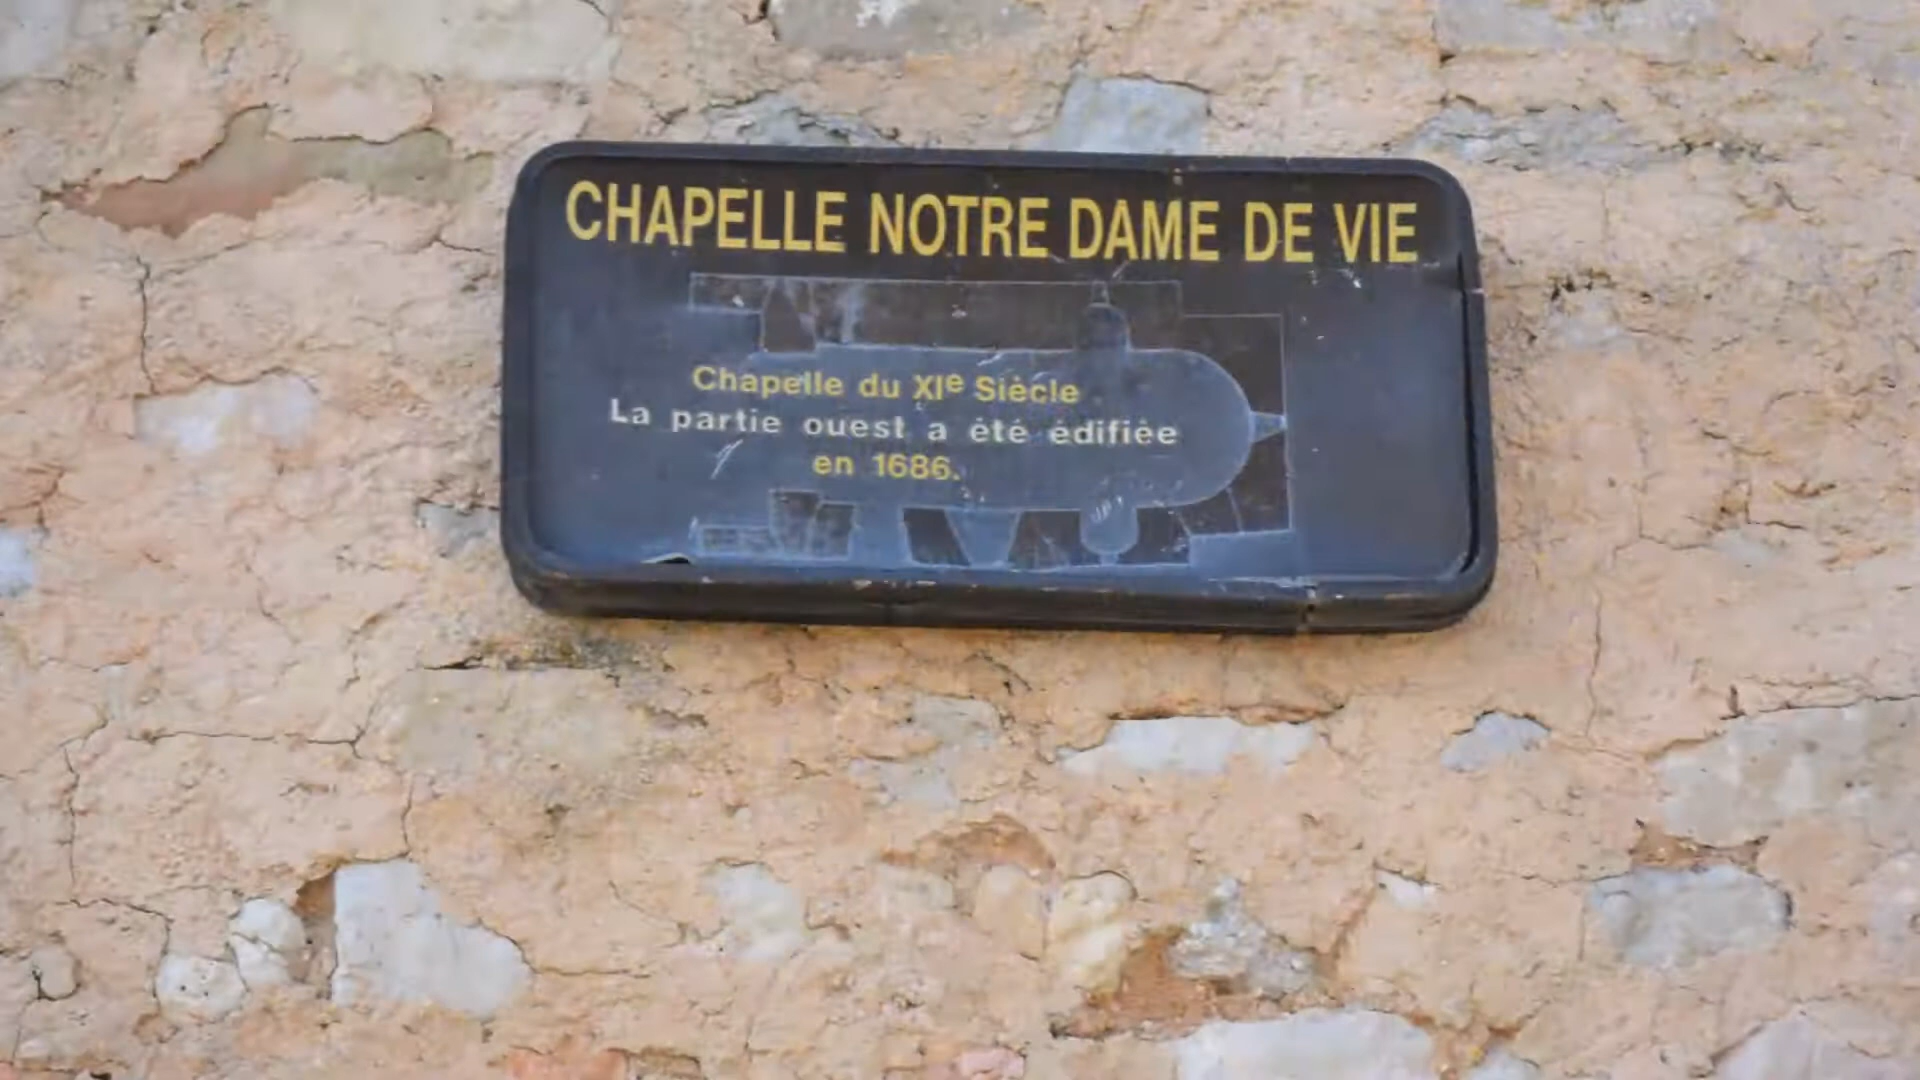 CHAPELLE NOTRE DAME DE VIE
Chapelle du XIe Siècle
La partie ouest a été édifiée
en 1686.